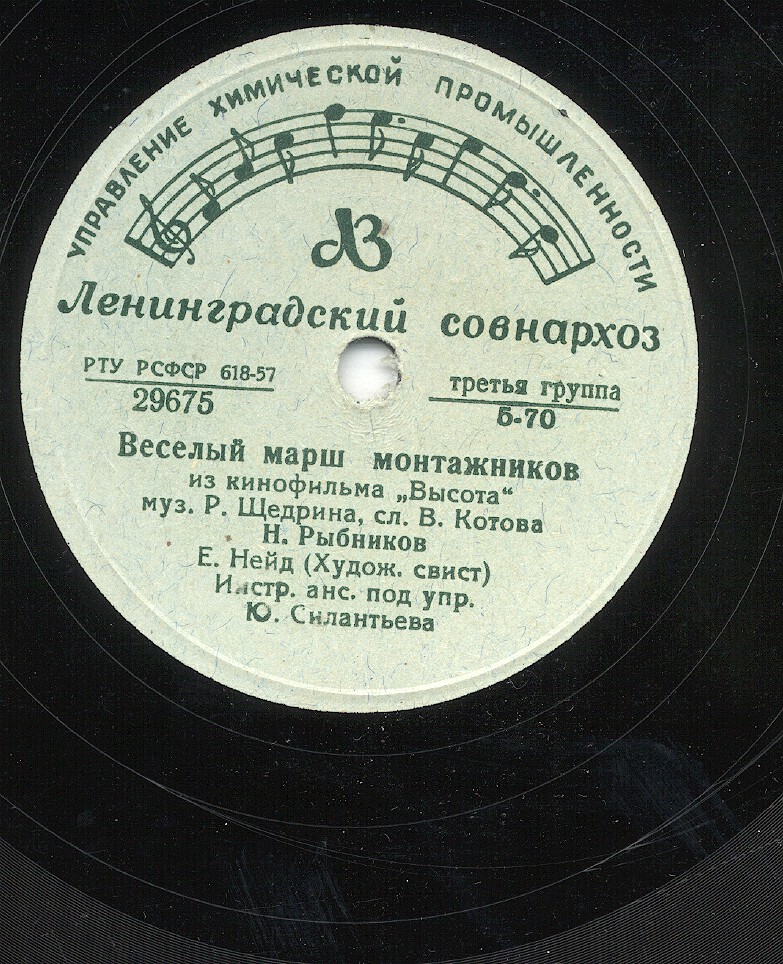 УПРАВЛЕНИЕ ХИМИЧЕСКОЙ ПРОМЫШЛЕННОСТИ
ЛЗ
Ленинградский совнархоз
РТУ РСФСР 618-57
29675
третья группа
5-70
Веселый марш монтажников
из кинофильма „Высота“
муз. Р. Щедрина, сл. В. Котова
Н. Рыбников
Е. Нейд (Худож. свист)
Инстр. анс. под упр.
Ю. Силантьева